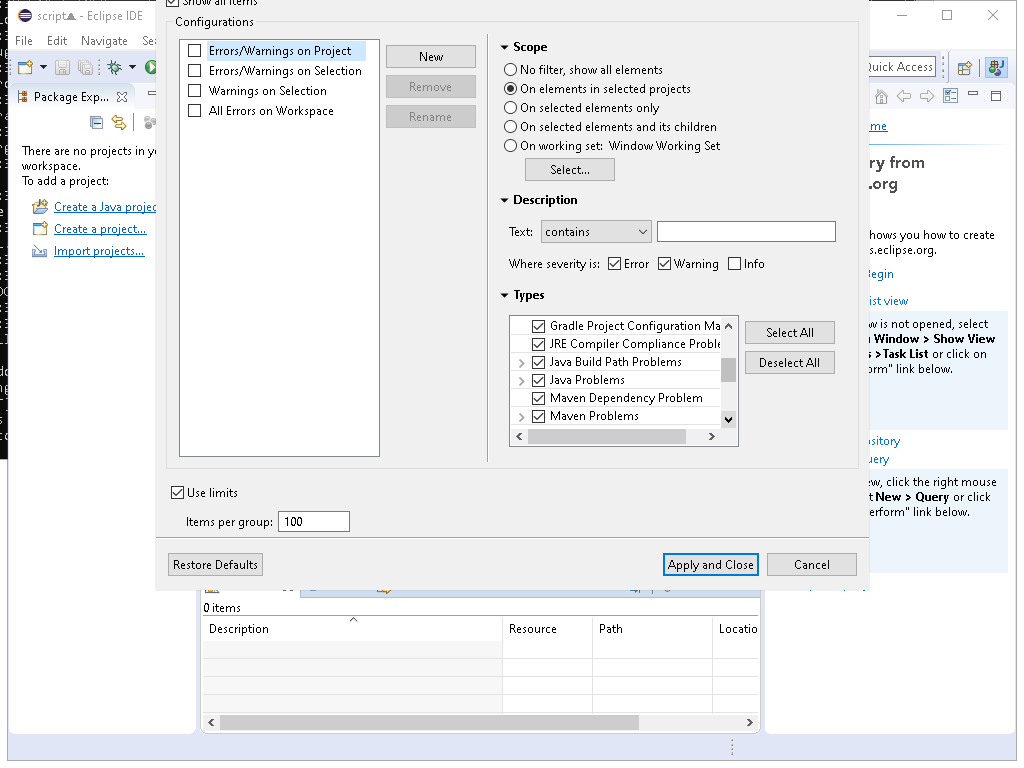 script▲ - Eclipse IDE
Show all items
File Edit Navigate Sea
Configurations
Errors/Warnings on Project
Errors/Warnings on Selection
Warnings on Selection
All Errors on Workspace
New
Remove
Rename
Scope
No filter, show all elements
On elements in selected projects
On selected elements only
On selected elements and its children
On working set: Window Working Set
Select...
Description
Text: contains
Where severity is: Error Warning Info
Types
Gradle Project Configuration Ma
JRE Compiler Compliance Proble
Java Build Path Problems
Java Problems
Maven Dependency Problem
Maven Problems
Select All
Deselect All
Use limits
Items per group: 100
Restore Defaults
Apply and Close
Cancel
Package Exp...
There are no projects in yo
workspace.
To add a project:
Create a Java projec
Create a project...
Import projects...
Quick Access
me
ry from
.org
hows you how to create
s.eclipse.org.
Begin
ist view
w is not opened, select
Window > Show View
s >Task List or click on
form" link below.
ository
uery
ew, click the right mouse
t New > Query or click
erform" link below.
0 items
Description Resource Path Locatio